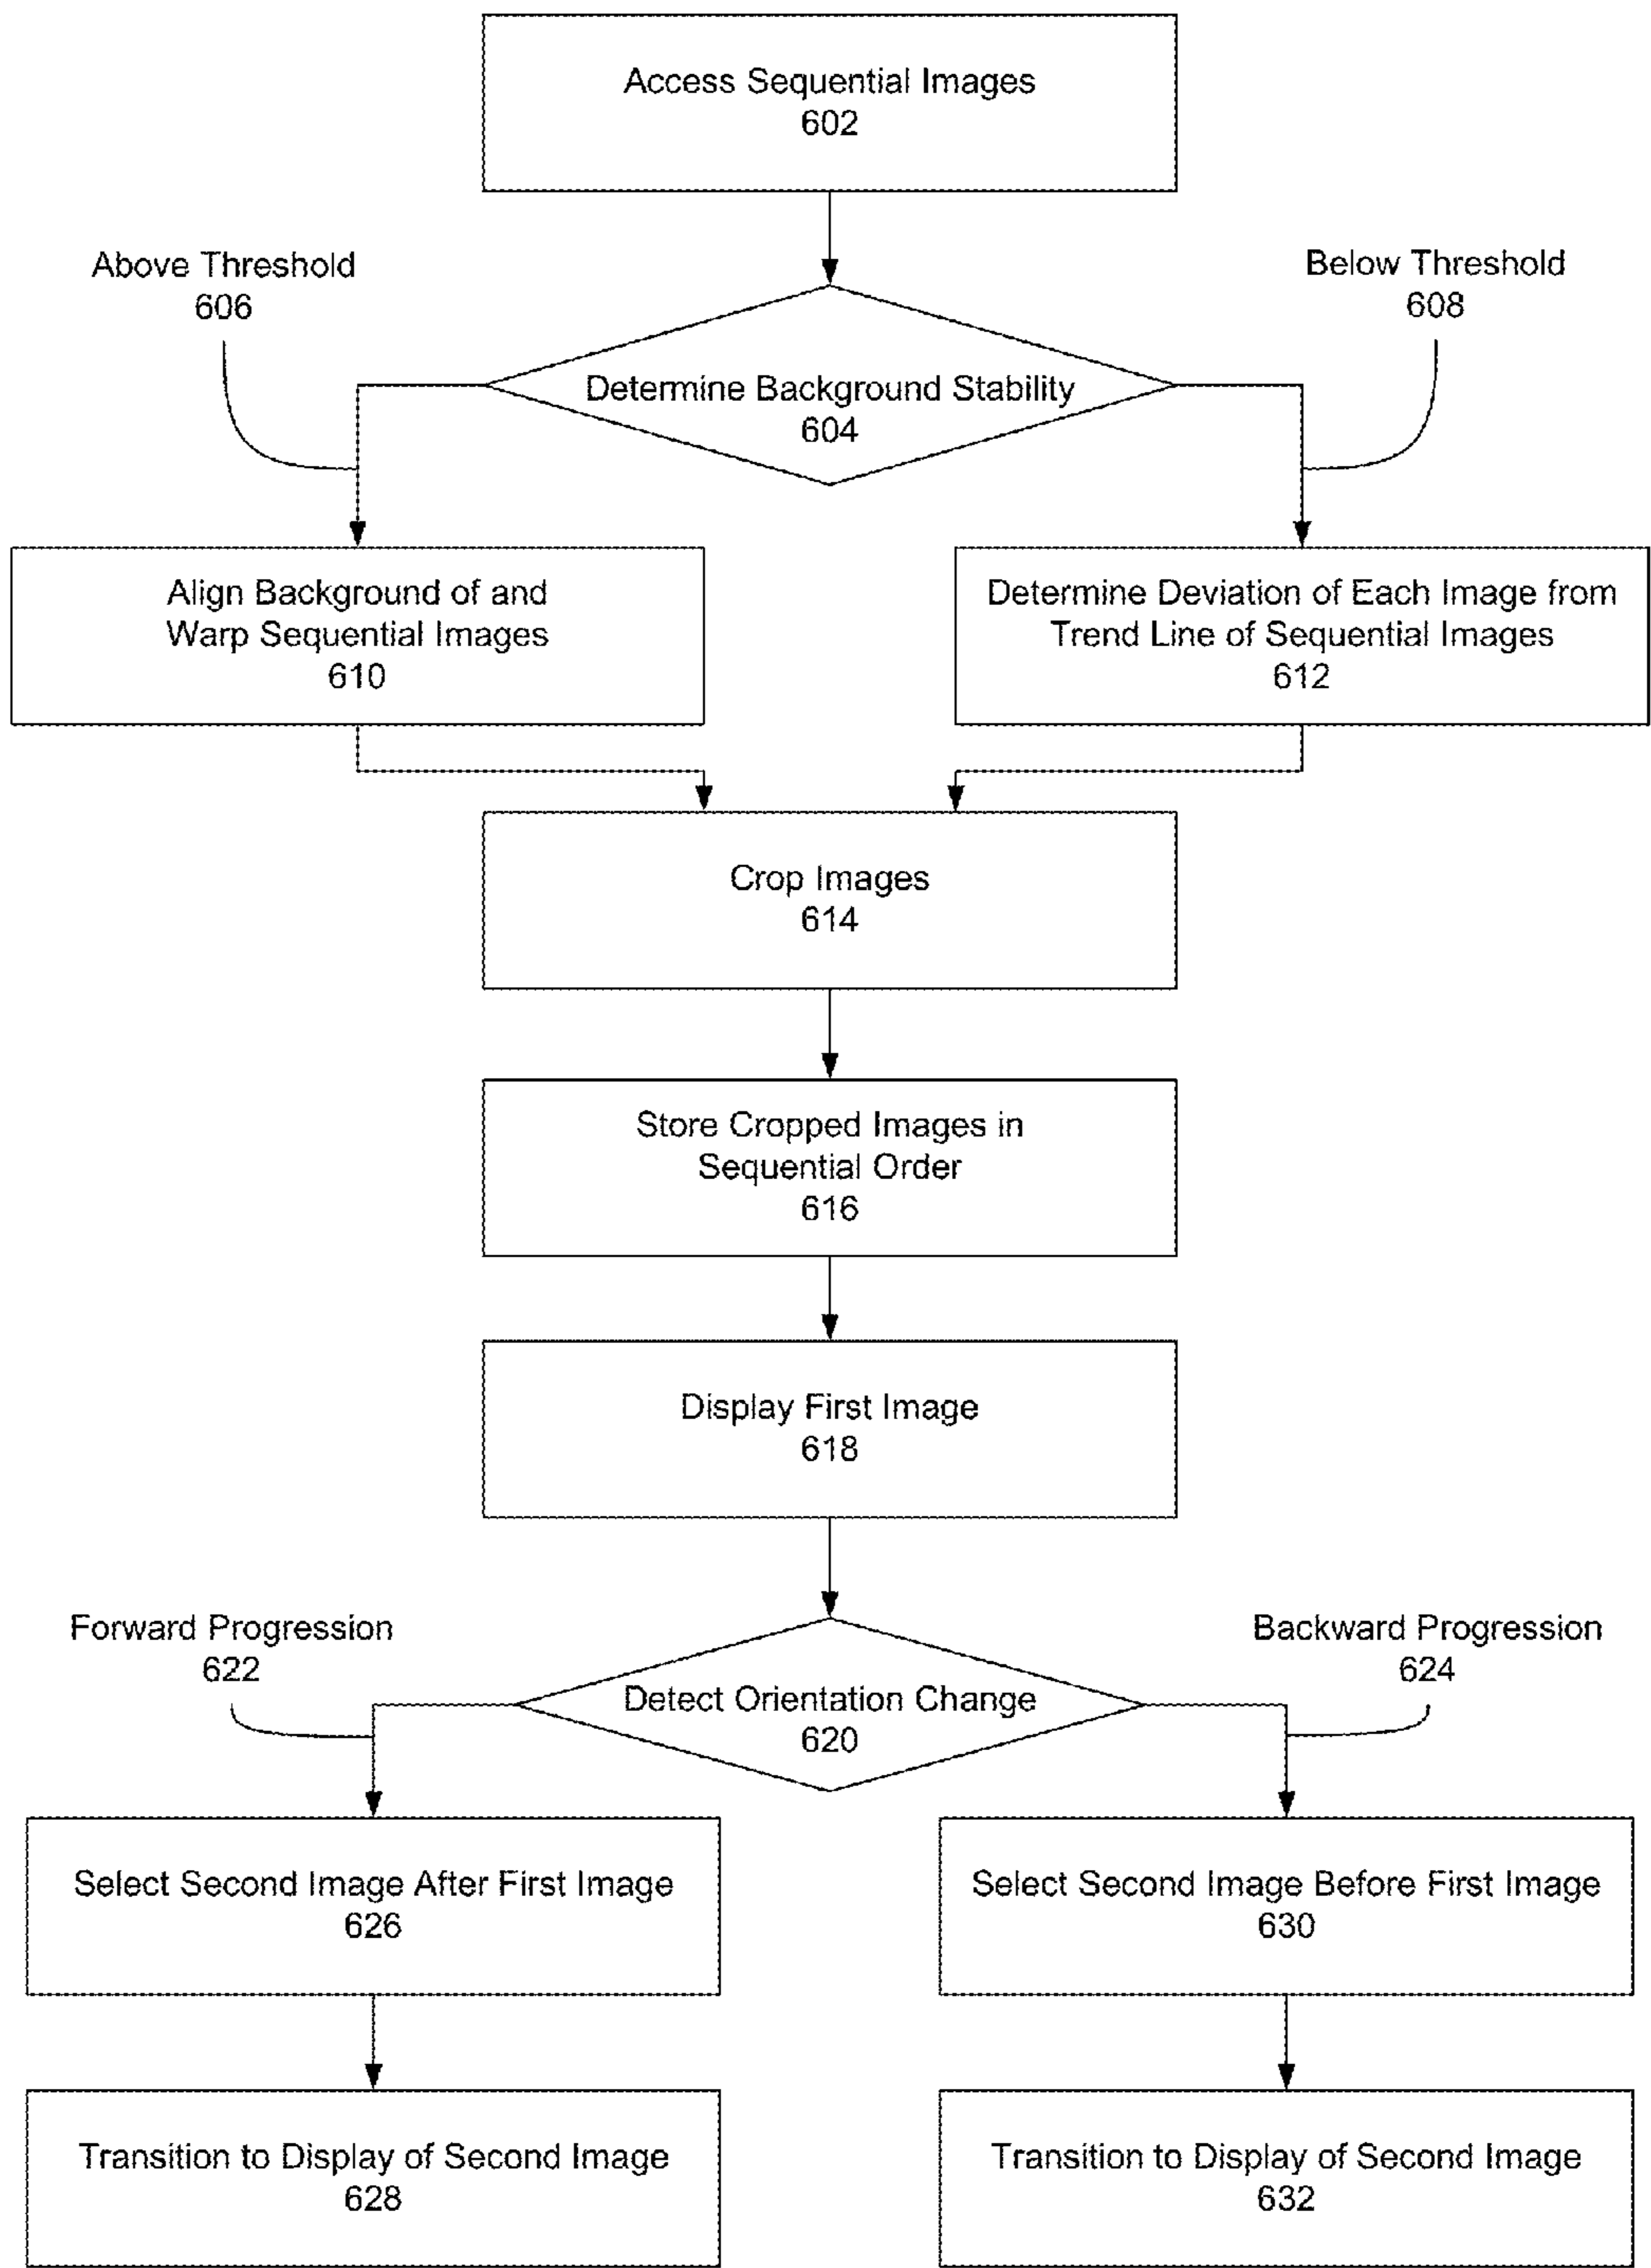 Access Sequential Images
602
Above Threshold
606
Below Threshold
608
Determine Background Stability
604
Align Background of and
Warp Sequential Images
610
Determine Deviation of Each Image from
Trend Line of Sequential Images
612
Crop Images
614
Store Cropped Images in
Sequential Order
616
Display First Image
618
Forward Progression
622
Backward Progression
624
Detect Orientation Change
620
Select Second Image After First Image
626
Select Second Image Before First Image
630
Transition to Display of Second Image
628
Transition to Display of Second Image
632